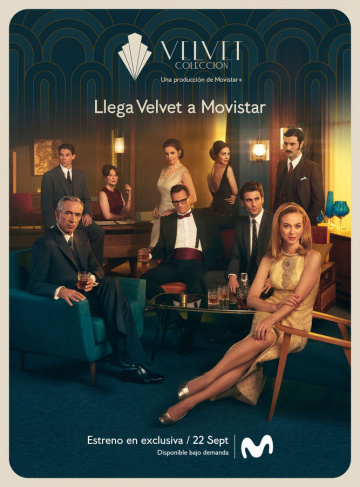 VELVET
COLECCIÓN
Una producción de Movistar+
Llega Velvet a Movistar
Estreno en exclusiva / 22 Sept
Disponible bajo demanda